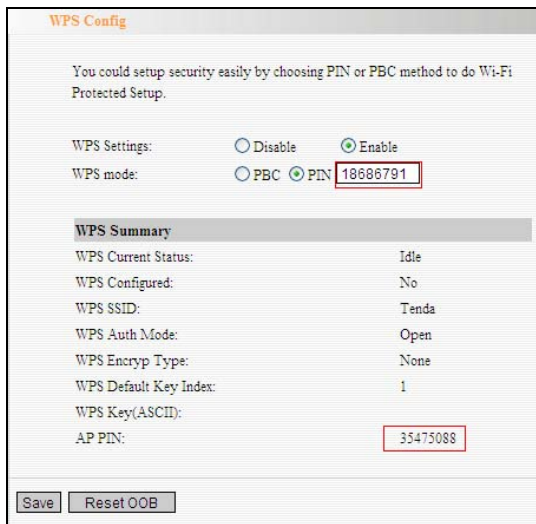 WPS Config
You could setup security easily by choosing PIN or PBC method to do Wi-Fi
Protected Setup.
WPS Settings: Disable Enable
WPS mode: PBC PIN 18686791
WPS Summary
WPS Current Status: Idle
WPS Configured: No
WPS SSID: Tenda
WPS Auth Mode: Open
WPS Encryp Type: None
WPS Default Key Index: 1
WPS Key(ASCII):
AP PIN: 35475088
Save Reset OOB